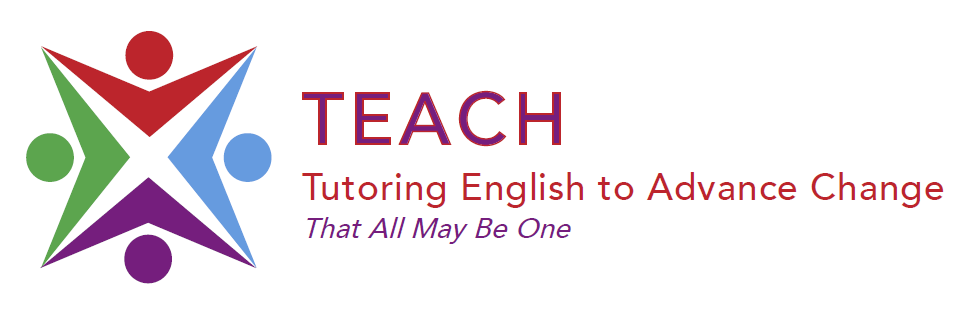 TEACH
Tutoring English to Advance Change
That All May Be One